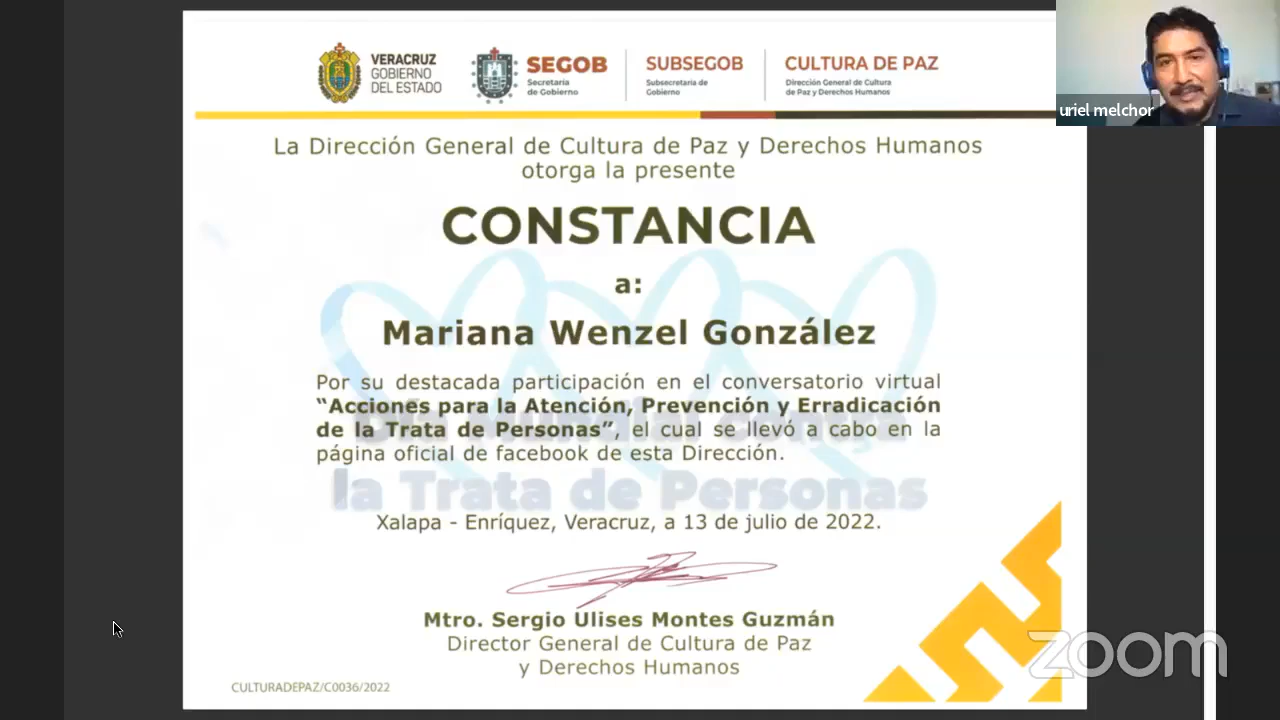 VERACRUZ
GOBIERNO
DEL ESTADO
SEGOB
Secretaría
de Gobierno
SUBSEGOB
Subsecretaría de
Gobierno
CULTURA DE PAZ
Dirección General de Cultura
de Paz y Derechos Humanos
uriel melchor
La Dirección General de Cultura de Paz y Derechos Humanos
otorga la presente
CONSTANCIA
a:
Mariana Wenzel González
Por su destacada participación en el conversatorio virtual
“Acciones para la Atención, Prevención y Erradicación
de la Trata de Personas”, el cual se llevó a cabo en la
página oficial de facebook de esta Dirección.
Día Mundial contra
la Trata de Personas
Xalapa - Enríquez, Veracruz, a 13 de julio de 2022.
Mtro. Sergio Ulises Montes Guzmán
Director General de Cultura de Paz
y Derechos Humanos
CULTURADEPAZ/C0036/2022
zoom